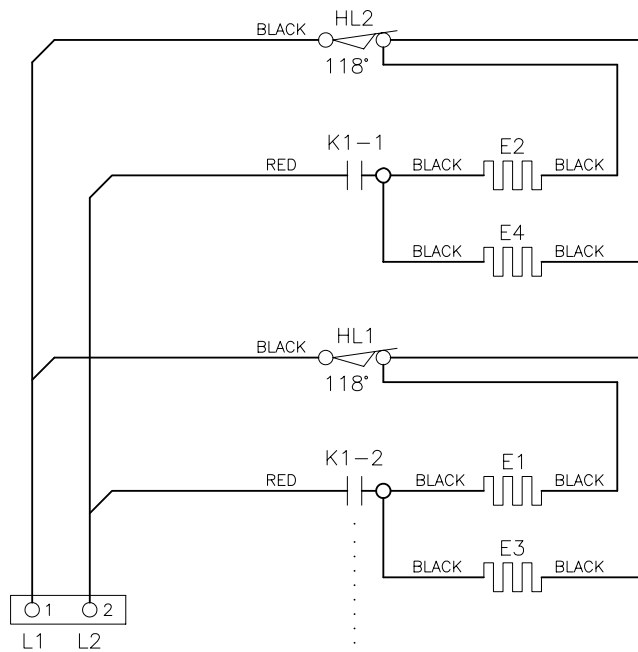 HL2
BLACK
118°
K1-1
E2
RED
BLACK
BLACK
E4
BLACK
BLACK
HL1
BLACK
118°
K1-2
E1
RED
BLACK
BLACK
E3
BLACK
BLACK
1
2
L1
L2